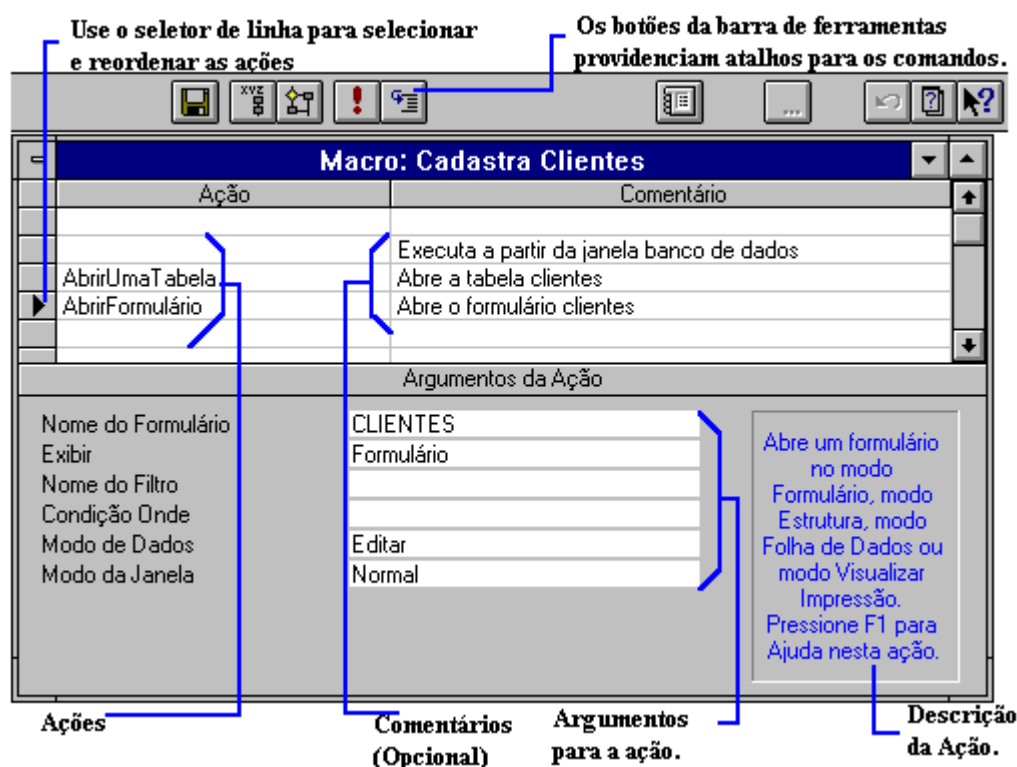 Use o seletor de linha para selecionar
e reordenar as ações
Os botões da barra de ferramentas
providenciam atalhos para os comandos.
XYZ
Macro: Cadastra Clientes
Ação Comentário
Executa a partir da janela banco de dados
AbrirUmaTabela Abre a tabela clientes
AbrirFormulário Abre o formulário clientes
Argumentos da Ação
Nome do Formulário CLIENTES
Exibir Formulário
Nome do Filtro
Condição Onde
Modo de Dados Editar
Modo da Janela Normal
Abre um formulário
no modo
Formulário, modo
Estrutura, modo
Folha de Dados ou
modo Visualizar
Impressão.
Pressione F1 para
Ajuda nesta ação.
Ações
Comentários
(Opcional)
Argumentos
para a ação.
Descrição
da Ação.